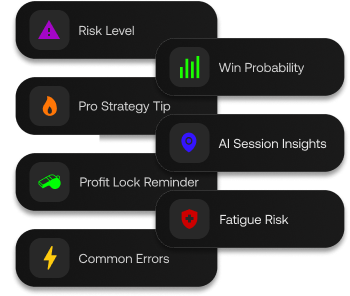 Risk Level
Win Probability
Pro Strategy Tip
AI Session Insights
Profit Lock Reminder
Fatigue Risk
Common Errors